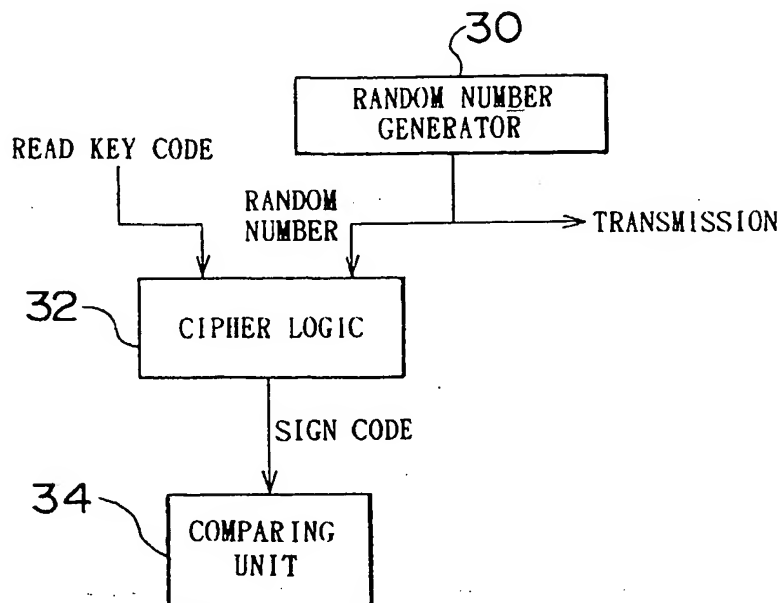 30
RANDOM NUMBER
GENERATOR
READ KEY CODE
RANDOM
NUMBER
TRANSMISSION
32
CIPHER LOGIC
SIGN CODE
34
COMPARING
UNIT